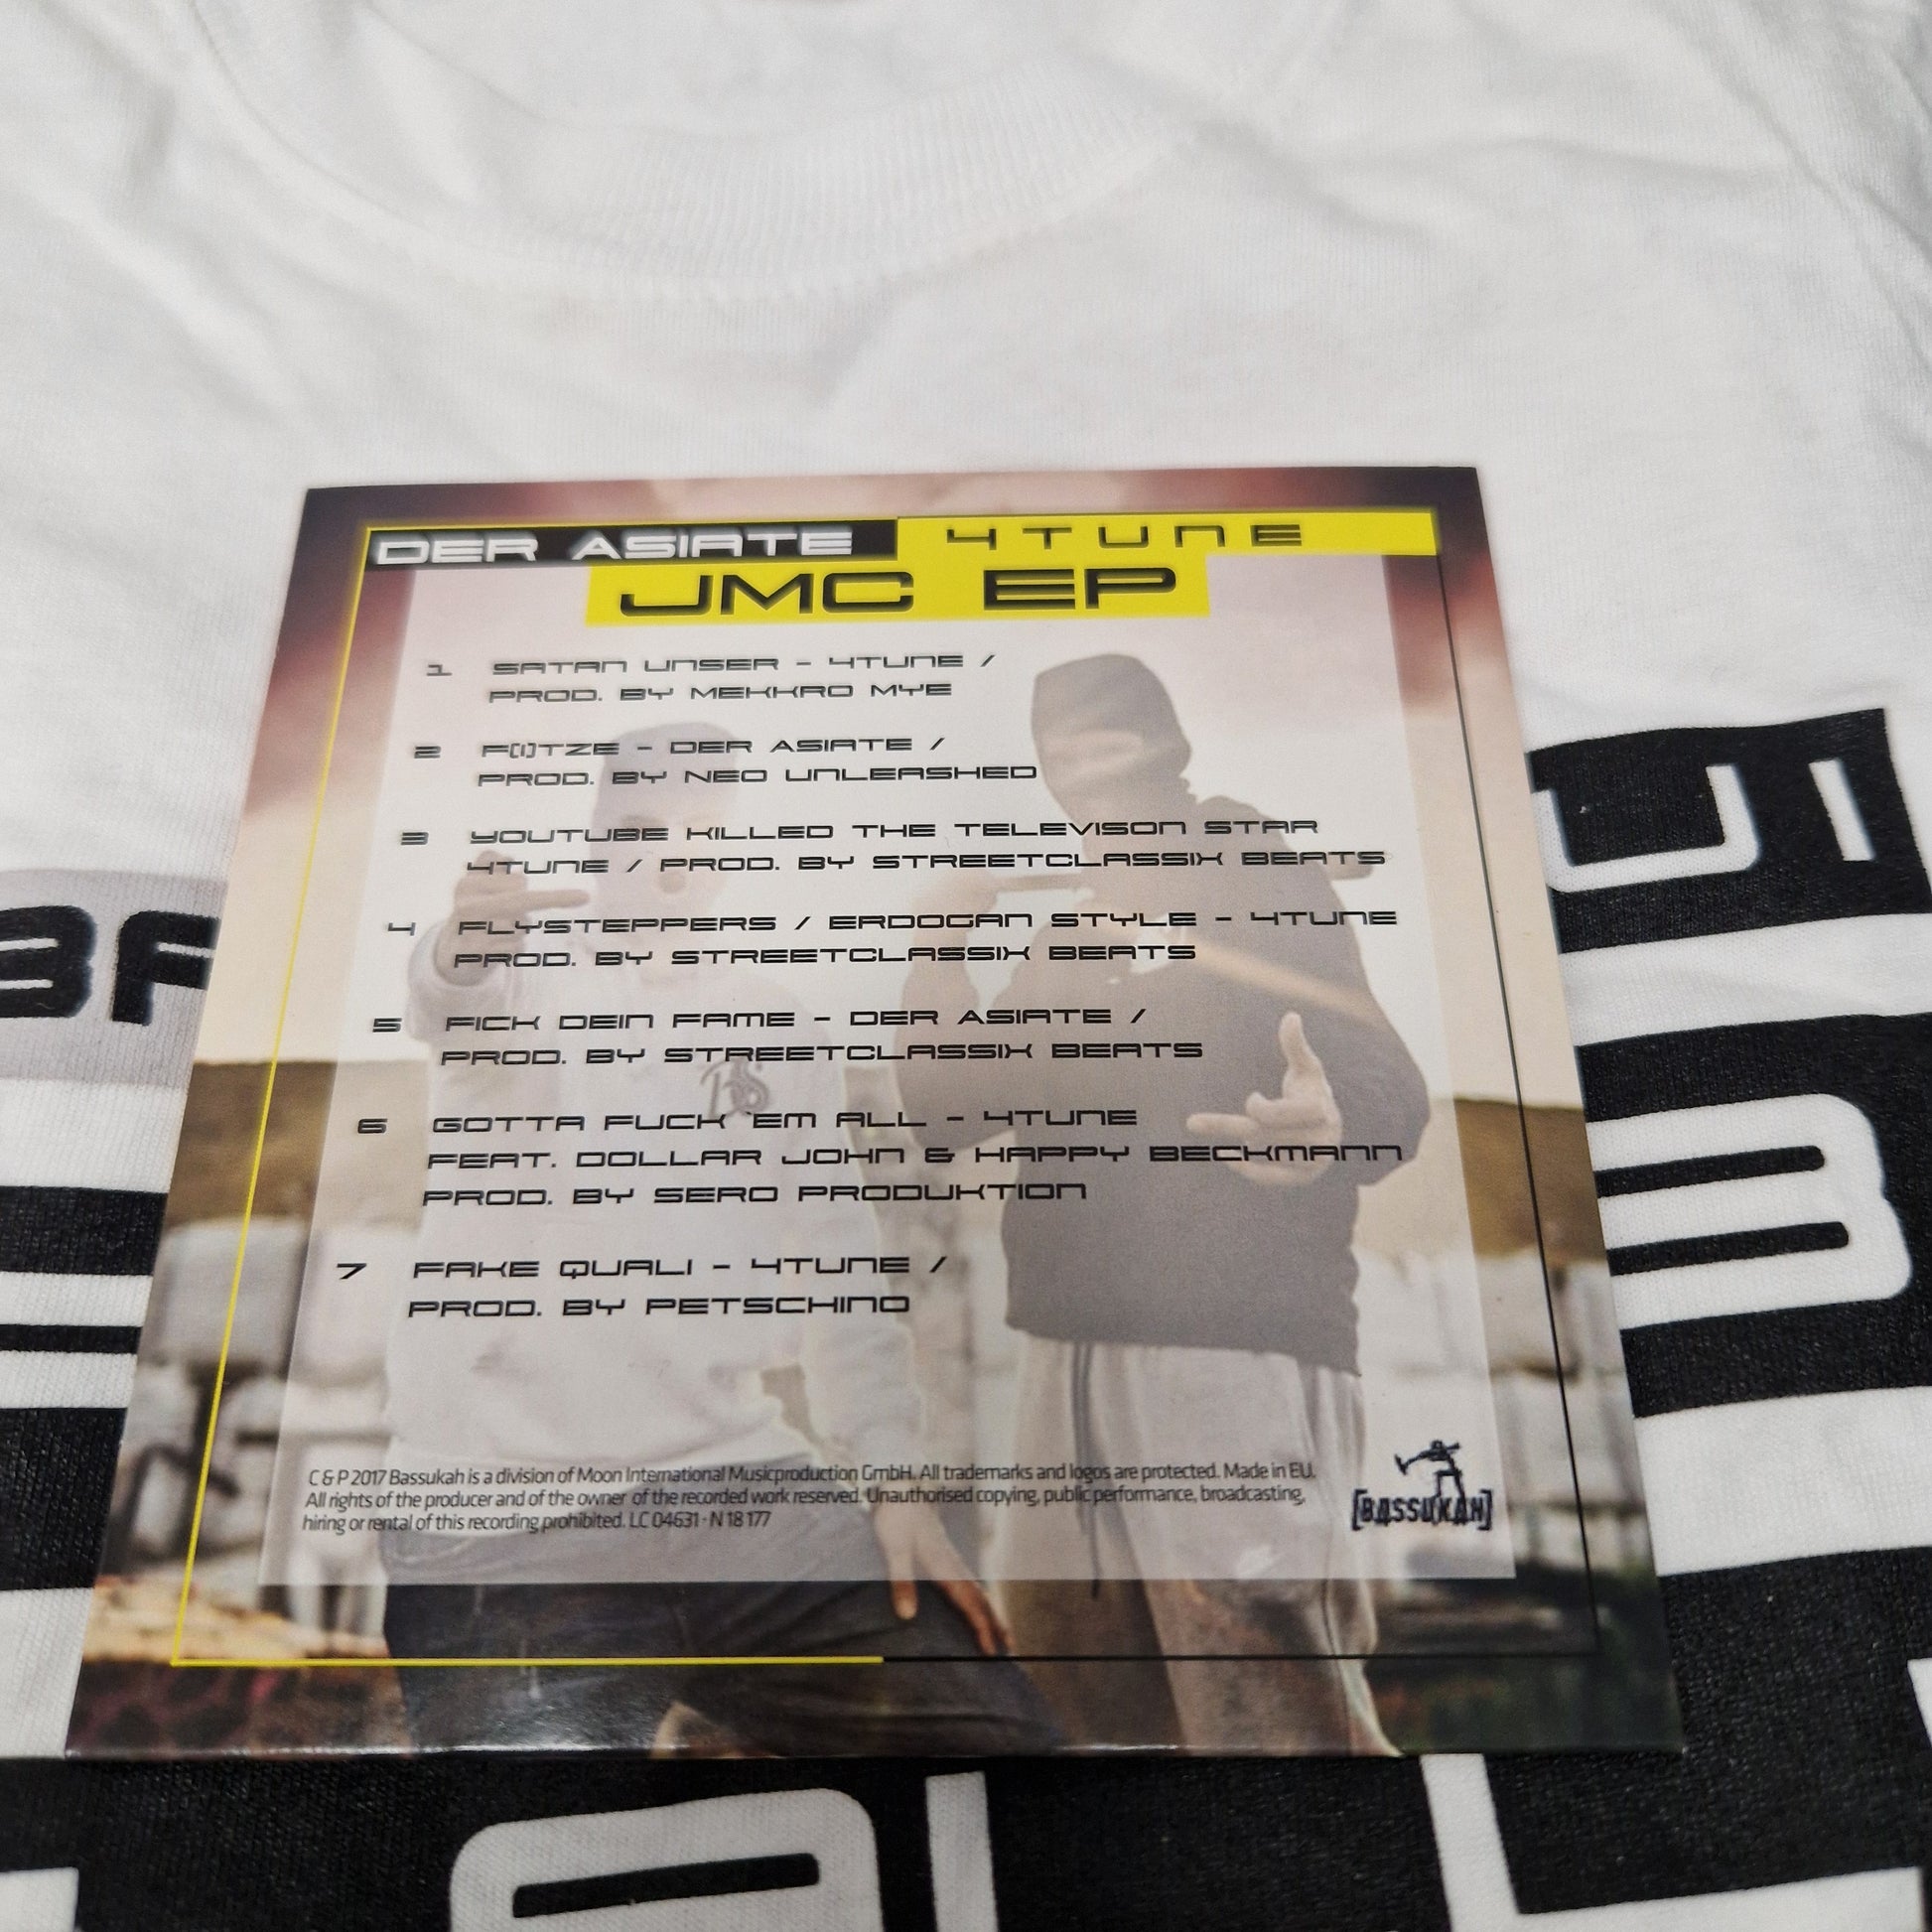 DER ASIATE 4TUNE
JMC EP
1 SATAN UNSER - 4TUNE /
PROD. BY MEKKRO MYE
2 F(I)TZE - DER ASIATE /
PROD. BY NEO UNLEASHED
3 YOUTUBE KILLED THE TELEVISON STAR
4TUNE / PROD. BY STREETCLASSIX BEATS
4 FLYSTEPPERS / ERDOGAN STYLE - 4TUNE
PROD. BY STREETCLASSIX BEATS
5 FICK DEIN FAME - DER ASIATE /
PROD. BY STREETCLASSIX BEATS
6 GOTTA FUCK `EM ALL - 4TUNE
FEAT. DOLLAR JOHN & HAPPY BECKMANN
PROD. BY SERO PRODUKTION
7 FAKE QUALI - 4TUNE /
PROD. BY PETSCHINO
C & P 2017 Bassukah is a division of Moon International Musicproduction GmbH. All trademarks and logos are protected. Made in EU.
All rights of the producer and of the owner of the recorded work reserved. Unauthorised copying, public performance, broadcasting,
hiring or rental of this recording prohibited. LC 04631 · N 18 177
[BASSUKAH]